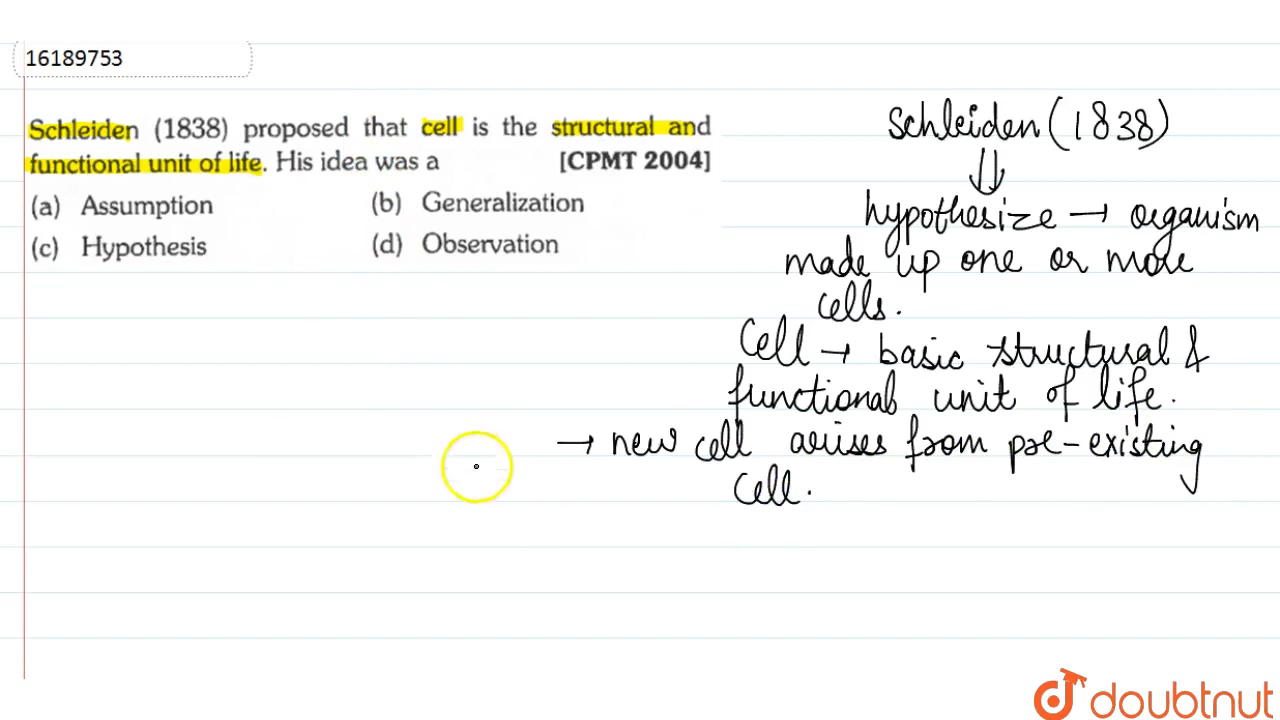 16189753
Schleiden (1838) proposed that cell is the structural and
functional unit of life. His idea was a [CPMT 2004]
(a) Assumption (b) Generalization
(c) Hypothesis (d) Observation
Schleiden (1838)
⇓
hypothesize → organism
made up one or more
cells.
Cell → basic structural &
functional unit of life.
→ new cell arises from pre-existing
cell.
doubtnut